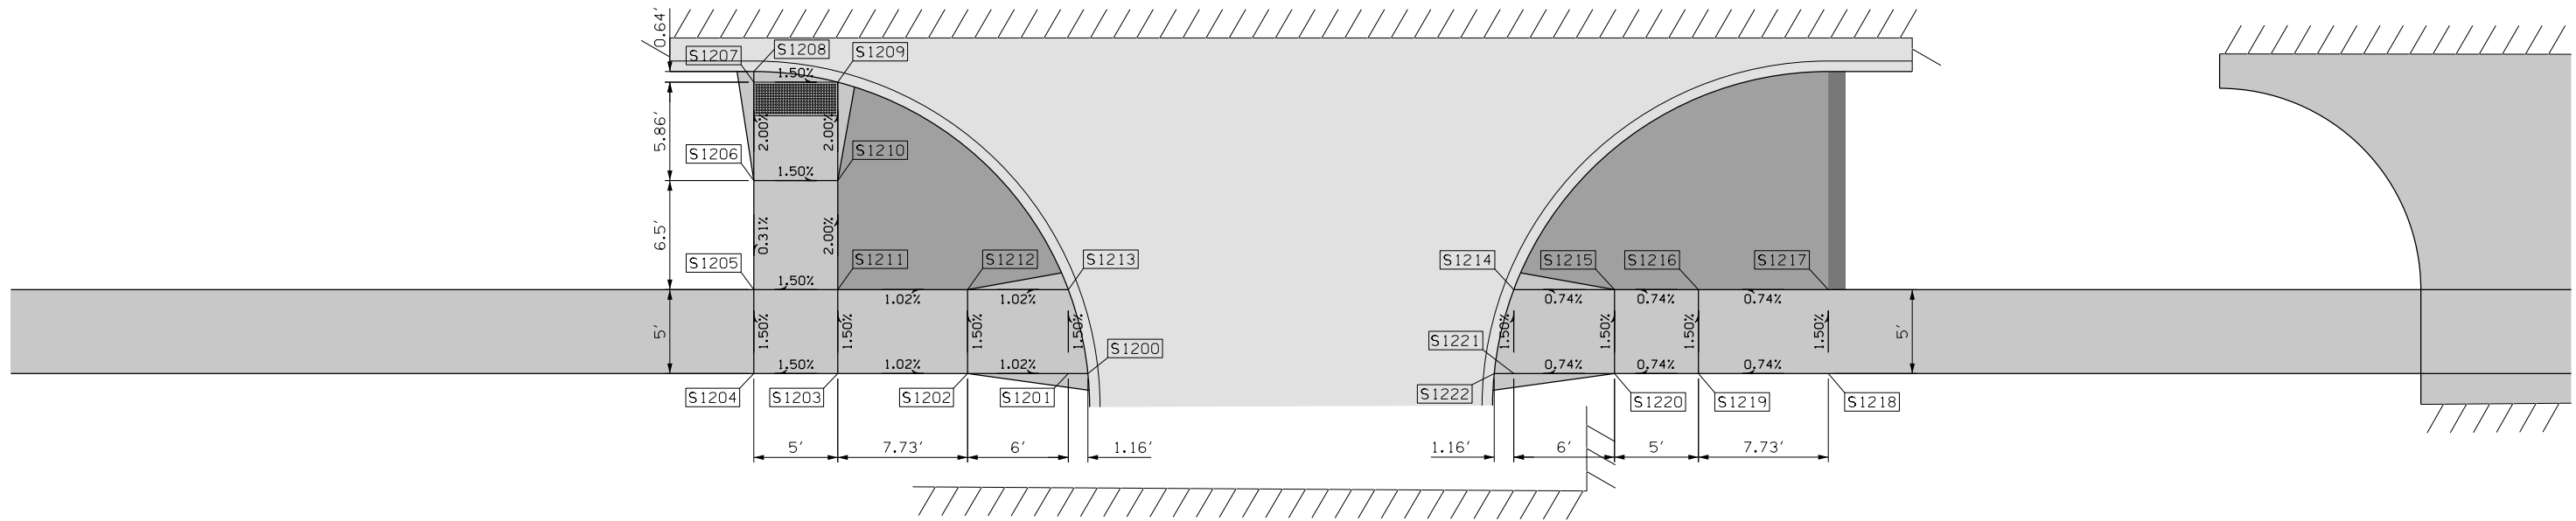 0.64′
S1207
S1208
S1209
1.50%
5.86′
2.00%
2.00%
S1206
S1210
1.50%
6.5′
0.31%
2.00%
S1205
S1211
S1212
S1213
1.50%
1.02%
1.02%
5′
1.50%
1.50%
1.50%
1.50%
S1200
1.50%
1.02%
1.02%
S1204
S1203
S1202
S1201
5′
7.73′
6′
1.16′
S1214
S1215
S1216
S1217
0.74%
0.74%
0.74%
1.50%
1.50%
1.50%
1.50%
5′
S1221
0.74%
0.74%
0.74%
S1222
S1220
S1219
S1218
1.16′
6′
5′
7.73′